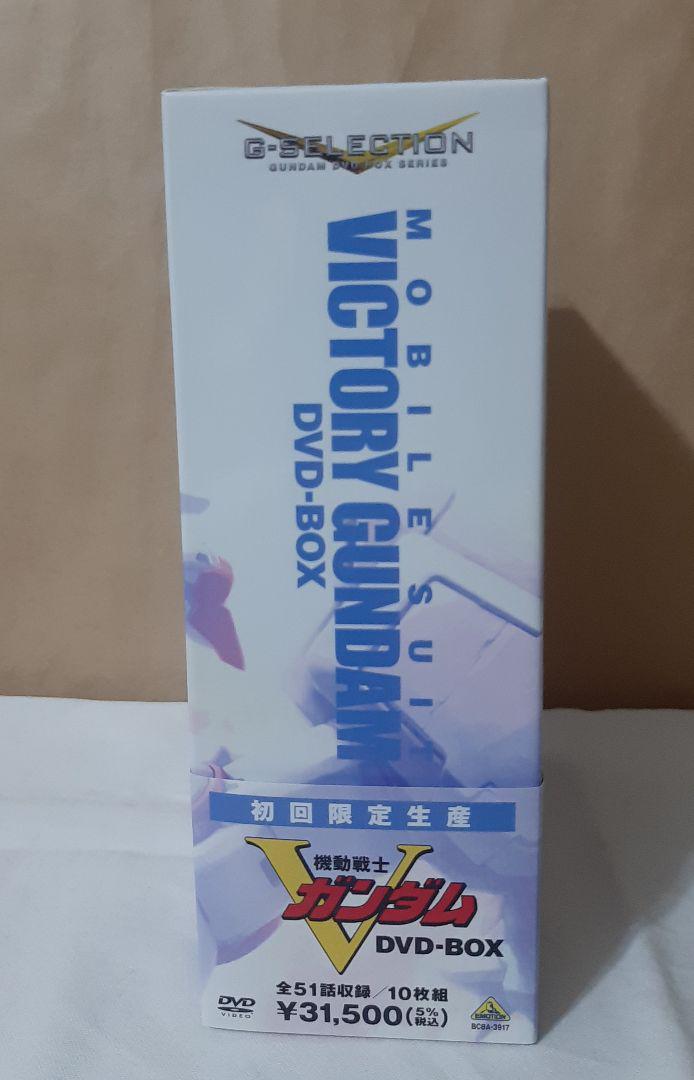 G-SELECTION
GUNDAM DVD-BOX SERIES
MOBILE SUIT
VICTORY GUNDAM
DVD-BOX
初回限定生産
機動戦士
V
ガンダム
DVD-BOX
全51話収録/10枚組
¥31,500(5%税込)
DVD
VIDEO
EMOTION
BCBA-3917